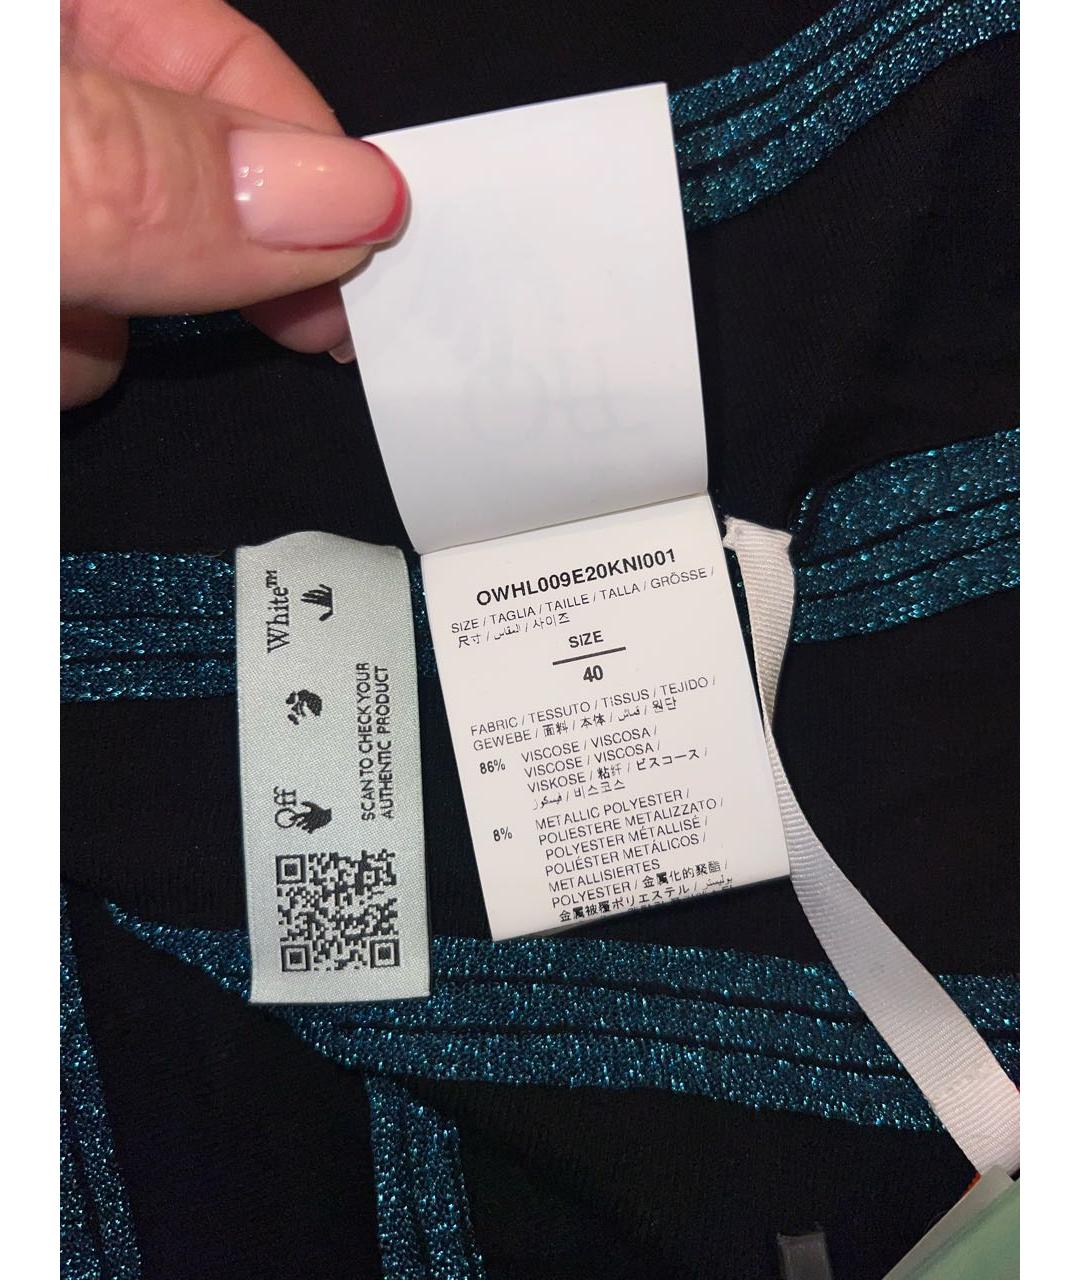 OWHL009E20KNI001
SIZE / TAGLIA / TAILLE / TALLA / GRÖSSE /
尺寸 / المقاس / 사이즈
SIZE
40
FABRIC / TESSUTO / TISSUS / TEJIDO /
GEWEBE / 面料 / 本体 / قماش / 원단
86% VISCOSE / VISCOSA /
VISCOSE / VISCOSA /
VISKOSE / 粘纤 / ビスコース /
فيسكوز / 비스코스
8% METALLIC POLYESTER /
POLIESTERE METALIZZATO /
POLYESTER MÉTALLISÉ /
POLIÉSTER METÁLICOS /
METALLISIERTES
POLYESTER / 金属化的聚酯 /
金属被覆ポリエステル / بوليستر
Off White™
SCAN TO CHECK YOUR
AUTHENTIC PRODUCT